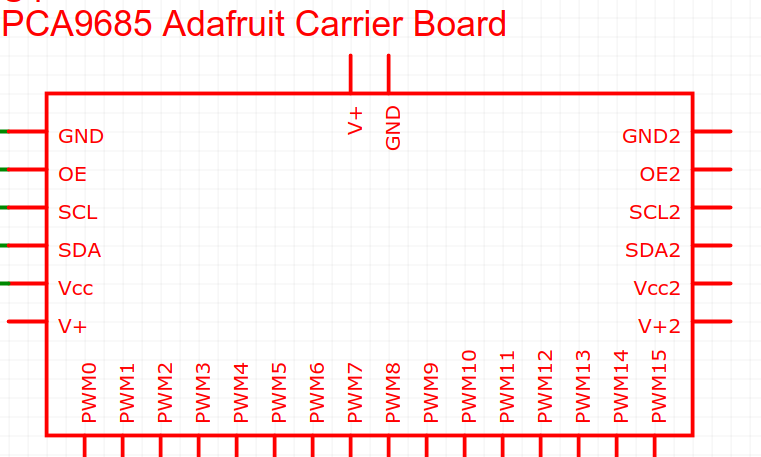 PCA9685 Adafruit Carrier Board
V+
GND
GND
OE
SCL
SDA
Vcc
V+
GND2
OE2
SCL2
SDA2
Vcc2
V+2
PWM0
PWM1
PWM2
PWM3
PWM4
PWM5
PWM6
PWM7
PWM8
PWM9
PWM10
PWM11
PWM12
PWM13
PWM14
PWM15